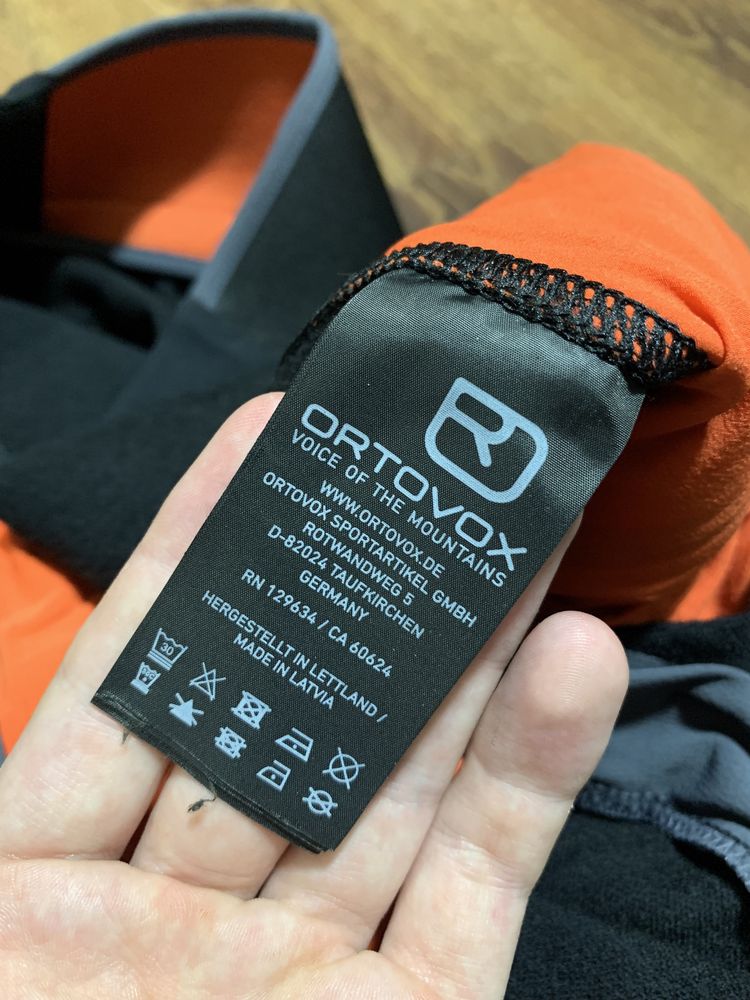 ORTOVOX
VOICE OF THE MOUNTAINS
WWW.ORTOVOX.DE
ORTOVOX SPORTARTIKEL GMBH
ROTWANDWEG 5
D-82024 TAUFKIRCHEN
GERMANY
RN 129634 / CA 60624
HERGESTELLT IN LETTLAND /
MADE IN LATVIA
30